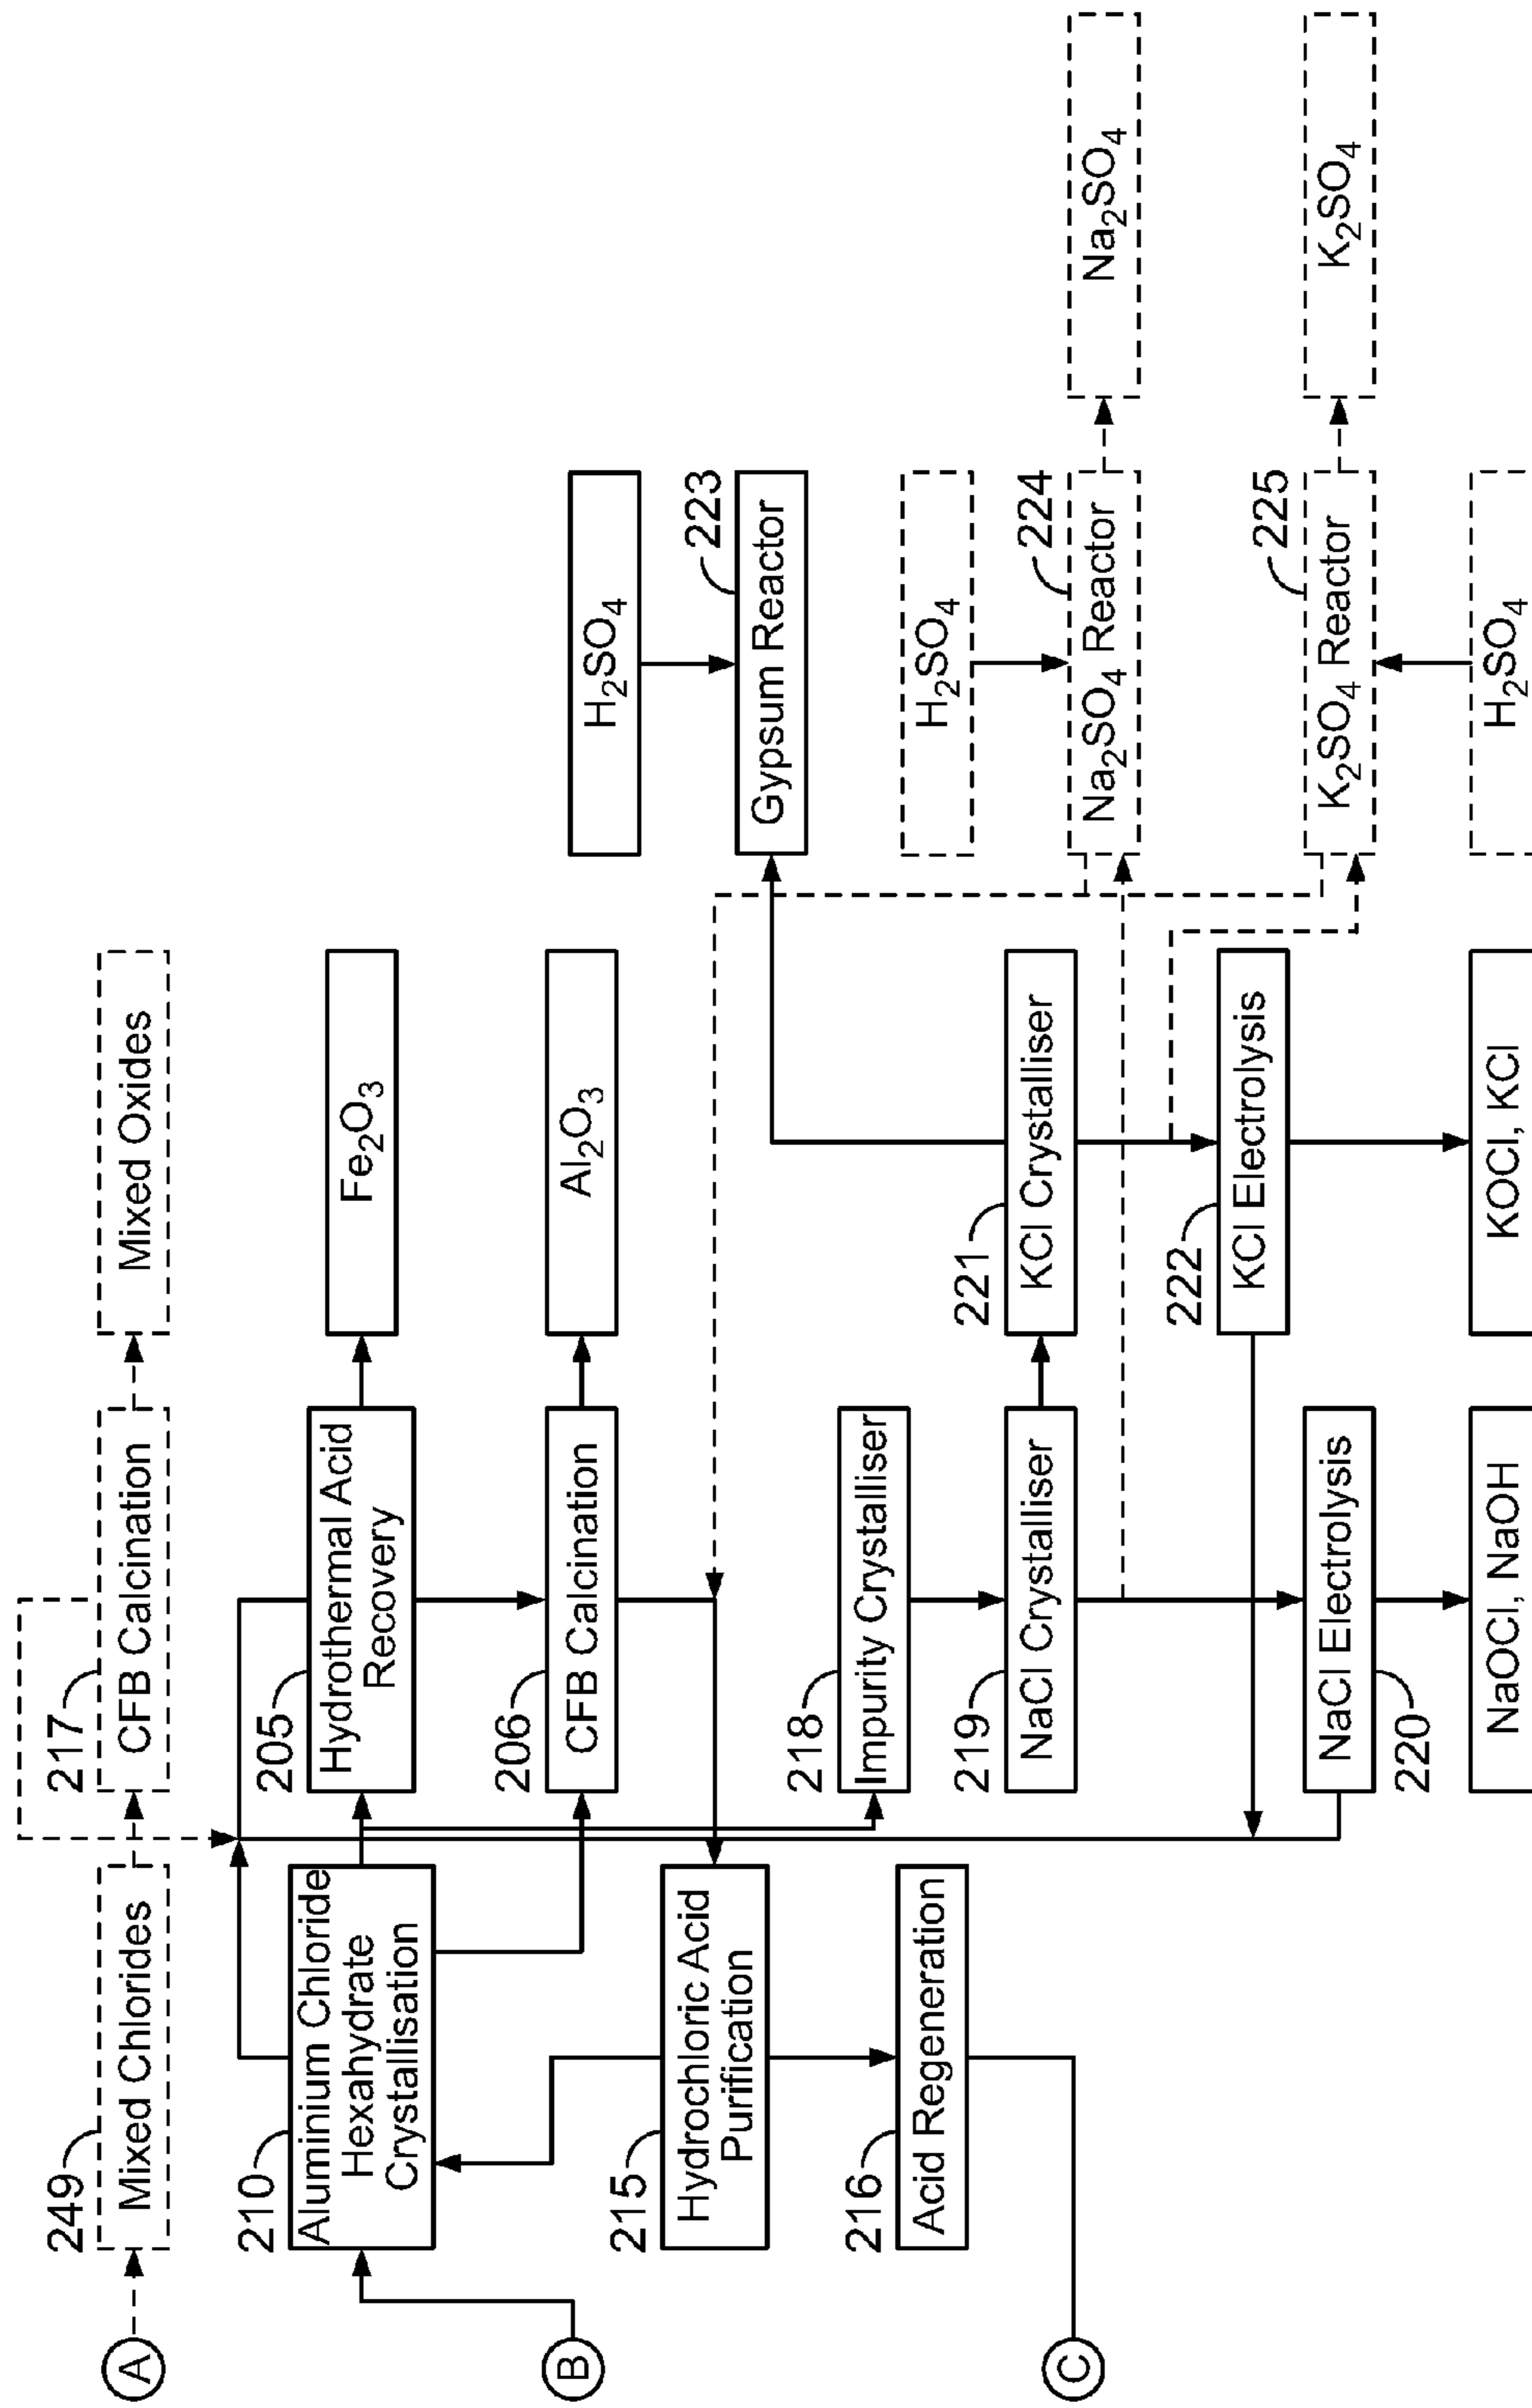 A
249
Mixed Chlorides
217
CFB Calcination
Mixed Oxides
210
Aluminium Chloride
Hexahydrate
Crystallisation
205
Hydrothermal Acid
Recovery
Fe₂O₃
B
206
CFB Calcination
Al₂O₃
H₂SO₄
215
Hydrochloric Acid
Purification
223
Gypsum Reactor
216
Acid Regeneration
218
Impurity Crystalliser
H₂SO₄
C
219
NaCl Crystalliser
221
KCl Crystalliser
224
Na₂SO₄ Reactor
Na₂SO₄
222
KCl Electrolysis
225
K₂SO₄ Reactor
K₂SO₄
NaCl Electrolysis
220
NaOCl, NaOH
KOCl, KCl
H₂SO₄